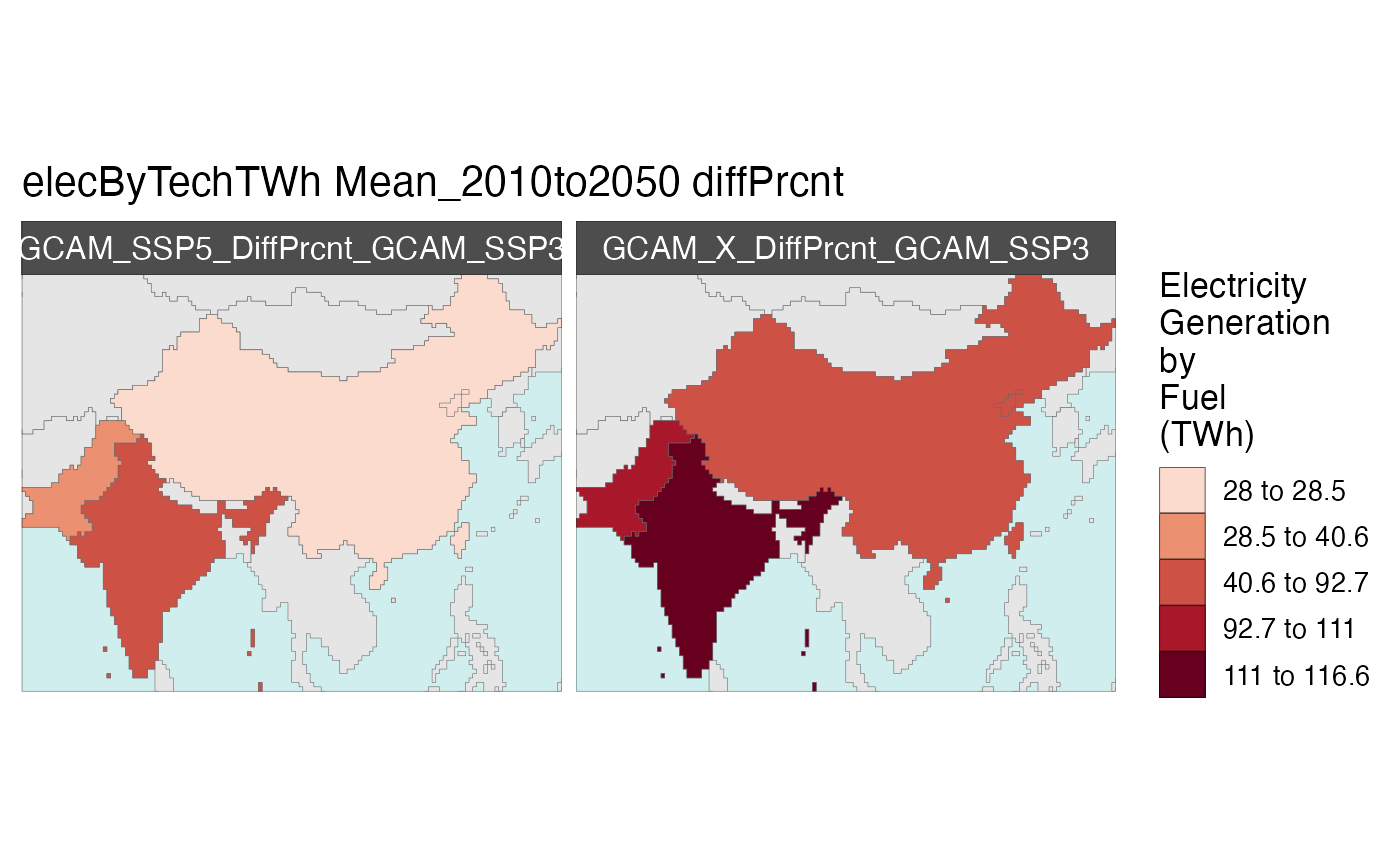 elecByTechTWh Mean_2010to2050 diffPrcnt
GCAM_SSP5_DiffPrcnt_GCAM_SSP3
GCAM_X_DiffPrcnt_GCAM_SSP3
Electricity
Generation
by
Fuel
(TWh)
28 to 28.5
28.5 to 40.6
40.6 to 92.7
92.7 to 111
111 to 116.6